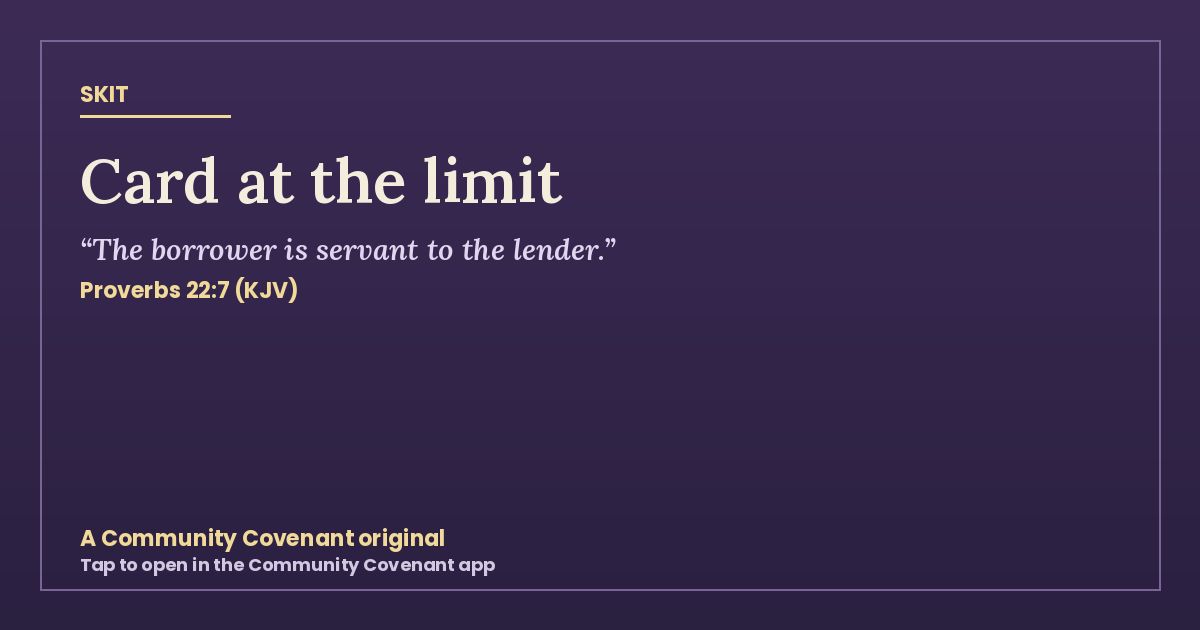 SKIT
Card at the limit
“The borrower is servant to the lender.”
Proverbs 22:7 (KJV)
A Community Covenant original
Tap to open in the Community Covenant app